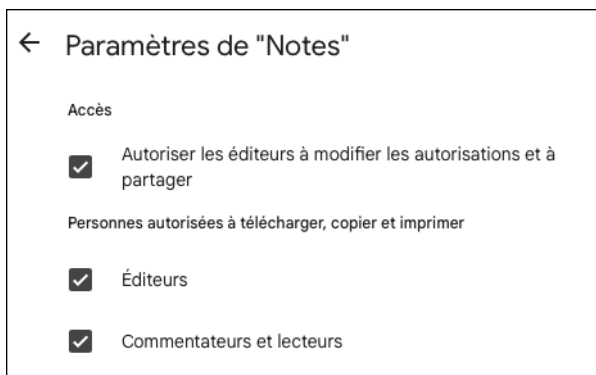 Paramètres de "Notes"
Accès
Autoriser les éditeurs à modifier les autorisations et à
partager
Personnes autorisées à télécharger, copier et imprimer
Éditeurs
Commentateurs et lecteurs